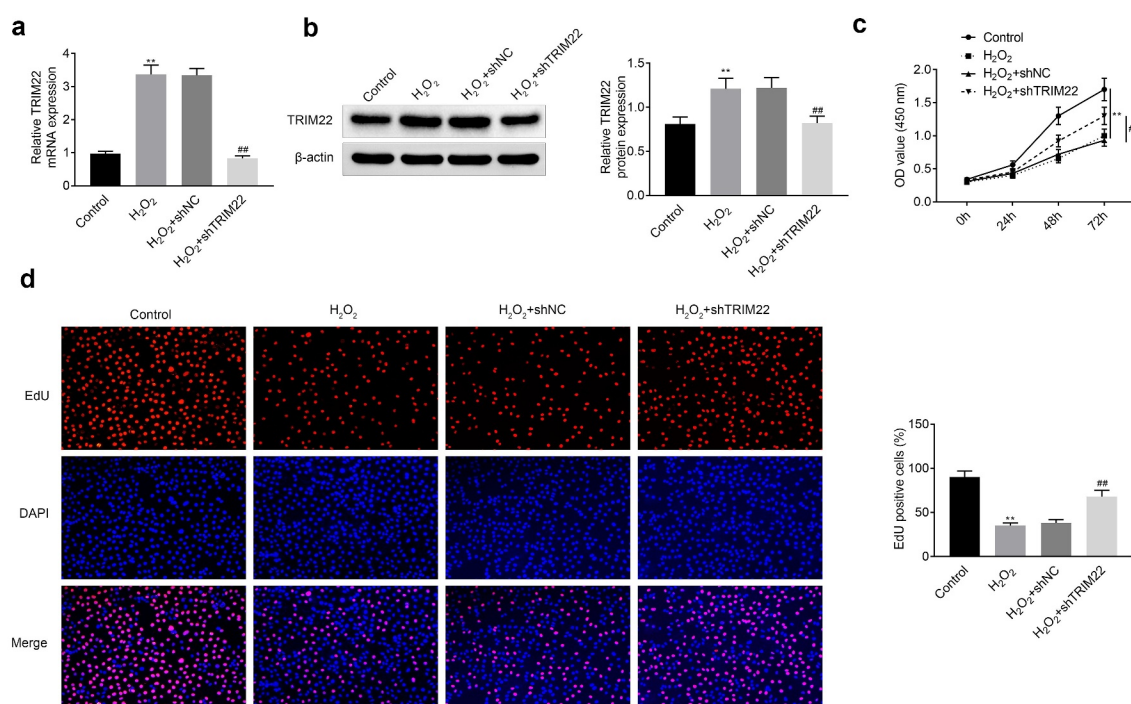 a
Relative TRIM22
mRNA expression
4
3
2
1
0
**
##
Control
H₂O₂
H₂O₂+shNC
H₂O₂+shTRIM22
b
Control
H₂O₂
H₂O₂+shNC
H₂O₂+shTRIM22
TRIM22
β-actin
Relative TRIM22
protein expression
1.5
1.0
0.5
0.0
**
##
Control
H₂O₂
H₂O₂+shNC
H₂O₂+shTRIM22
c
Control
H₂O₂
H₂O₂+shNC
H₂O₂+shTRIM22
OD value (450 nm)
2.0
1.5
1.0
0.5
0.0
**
0h
24h
48h
72h
d
Control
H₂O₂
H₂O₂+shNC
H₂O₂+shTRIM22
EdU
DAPI
Merge
EdU positive cells (%)
150
100
50
0
**
##
Control
H₂O₂
H₂O₂+shNC
H₂O₂+shTRIM22